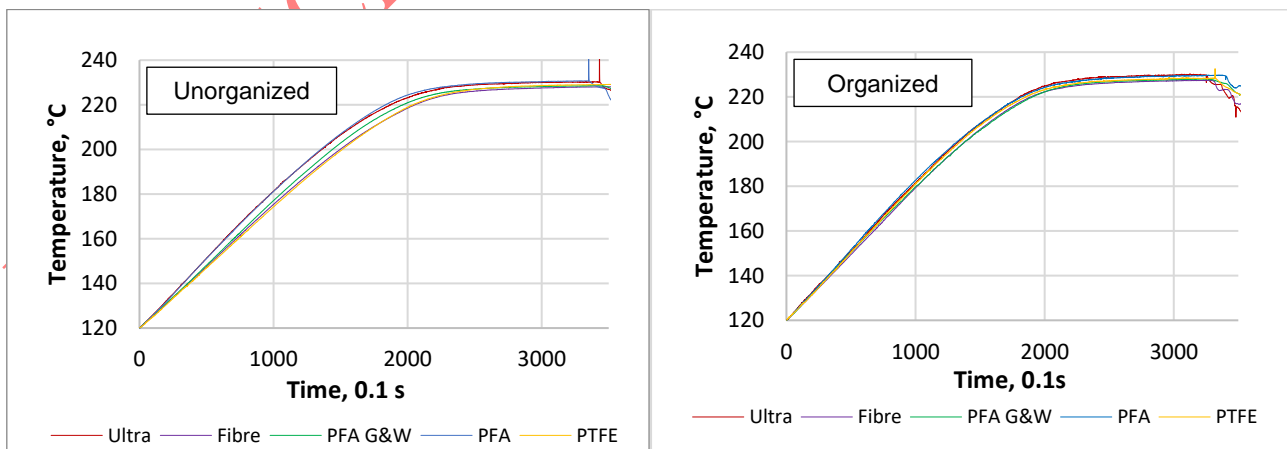 Unorganized
240
220
200
180
160
140
120
Temperature, °C
0 1000 2000 3000
Time, 0.1 s
Ultra Fibre PFA G&W PFA PTFE
Organized
240
220
200
180
160
140
120
Temperature, °C
0 1000 2000 3000
Time, 0.1s
Ultra Fibre PFA G&W PFA PTFE